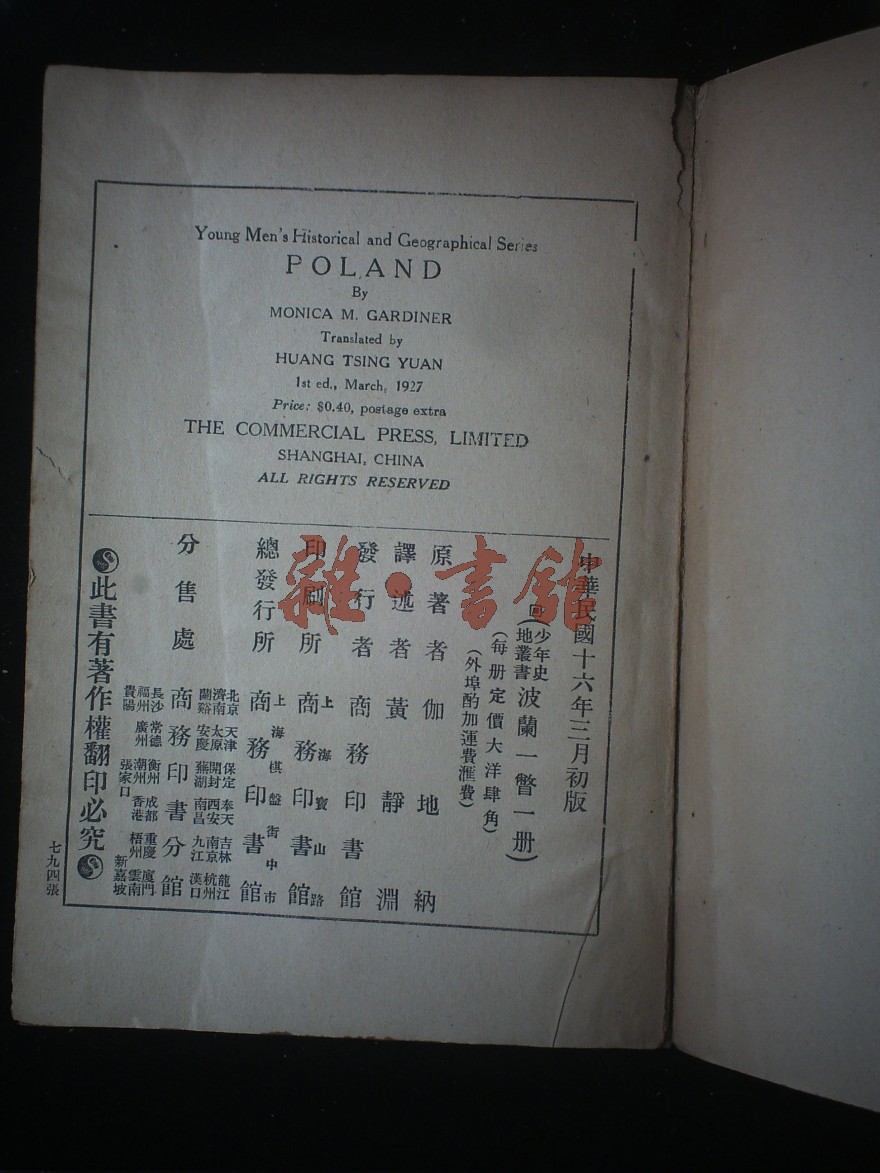 Young Men's Historical and Geographical Series
POLAND
By
MONICA M. GARDINER
Translated by
HUANG TSING YUAN
1st ed., March, 1927
Price: $0.40, postage extra
THE COMMERCIAL PRESS, LIMITED
SHANGHAI, CHINA
ALL RIGHTS RESERVED
中華民國十六年三月初版
少年史
地叢書
波蘭一瞥一册)
(每册定價大洋肆角)
(外埠酌加運費滙費)
原著者 伽地納
譯述者 黃靜淵
發行者 商務印書館
印刷所 商務印書館
上海寶山路
總發行所 商務印書館
上海棋盤街中市
分售處 商務印書分館
北京 天津 保定 奉天 吉林 龍江
濟南 太原 開封 西安 南京 杭州
蘭谿 安慶 蕪湖 南昌 九江 漢口
長沙 常德 衡州 成都 重慶 廈門
福州 廣州 潮州 香港 梧州 雲南
貴陽 張家口 新嘉坡
此書有著作權翻印必究
七九四張
雜·書館